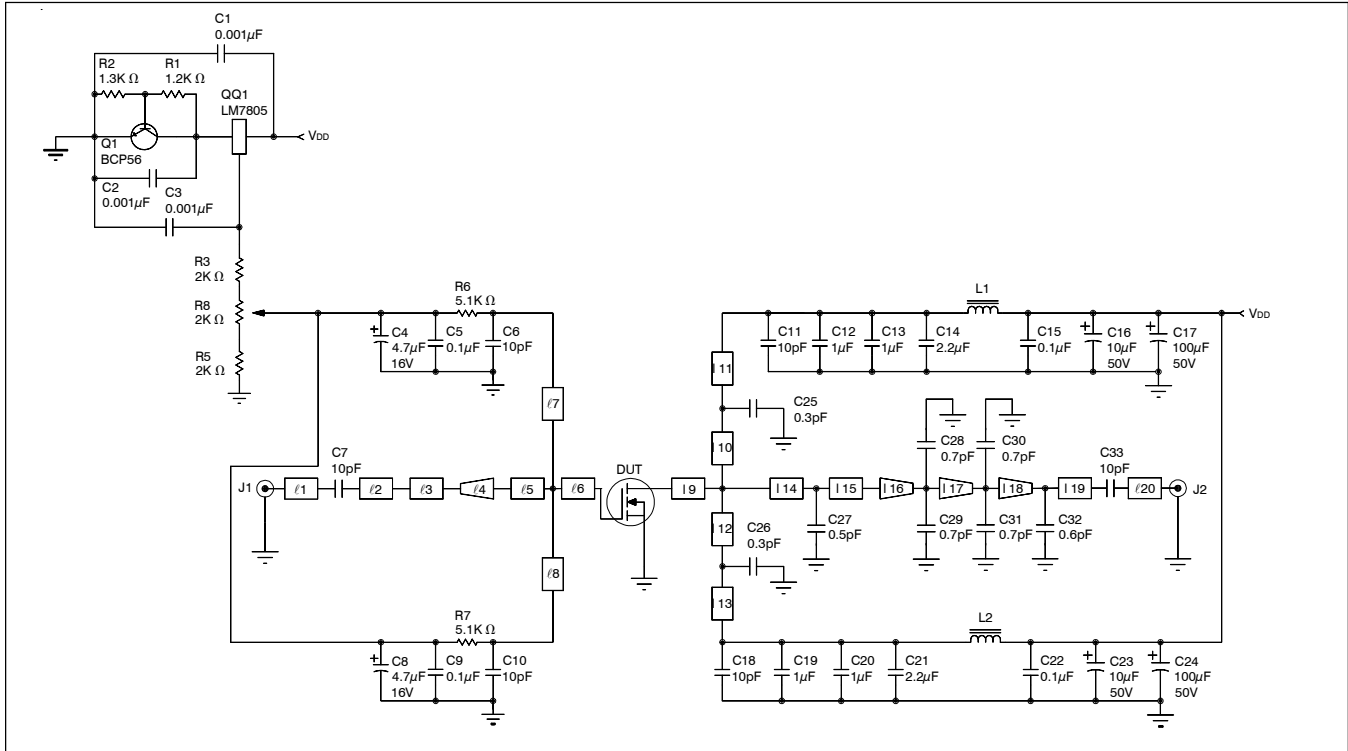 C1
0.001µF
R2
1.3K Ω
R1
1.2K Ω
QQ1
LM7805
VDD
Q1
BCP56
C2
0.001µF
C3
0.001µF
R3
2K Ω
R8
2K Ω
R5
2K Ω
R6
5.1K Ω
C4
4.7µF
16V
C5
0.1µF
C6
10pF
L1
VDD
C11
10pF
C12
1µF
C13
1µF
C14
2.2µF
C15
0.1µF
C16
10µF
50V
C17
100µF
50V
ℓ7
l11
C25
0.3pF
l10
J1
ℓ1
C7
10pF
ℓ2
ℓ3
ℓ4
ℓ5
ℓ6
DUT
l9
l14
l15
l16
l17
l18
l19
C33
10pF
ℓ20
J2
C28
0.7pF
C30
0.7pF
C27
0.5pF
C29
0.7pF
C31
0.7pF
C32
0.6pF
l12
C26
0.3pF
ℓ8
l13
R7
5.1K Ω
C8
4.7µF
16V
C9
0.1µF
C10
10pF
L2
C18
10pF
C19
1µF
C20
1µF
C21
2.2µF
C22
0.1µF
C23
10µF
50V
C24
100µF
50V